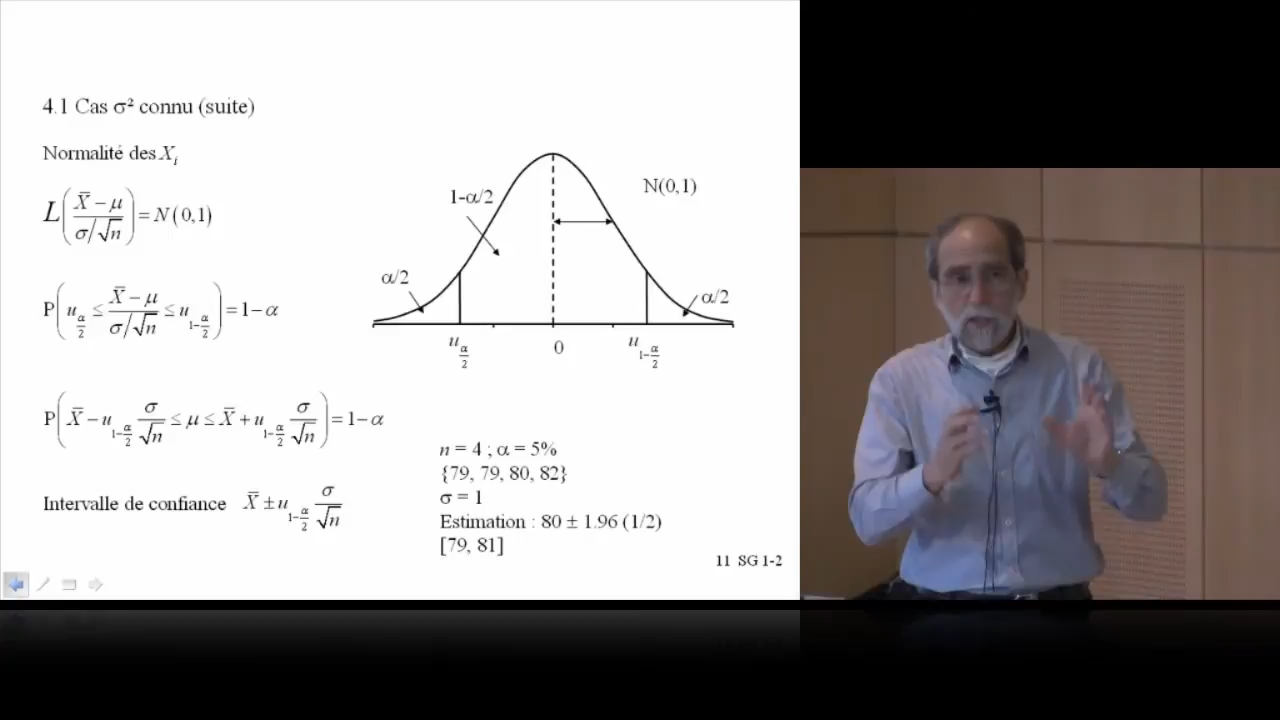 4.1 Cas σ² connu (suite)
Normalité des X_i
L((X̄ − μ)/(σ/√n)) = N(0,1)
P(u_{α/2} ≤ (X̄ − μ)/(σ/√n) ≤ u_{1−α/2}) = 1−α
P(X̄ − u_{1−α/2} σ/√n ≤ μ ≤ X̄ + u_{1−α/2} σ/√n) = 1−α
Intervalle de confiance X̄ ± u_{1−α/2} σ/√n
N(0,1)
1-α/2
α/2
α/2
u_{α/2}
0
u_{1−α/2}
n = 4 ; α = 5%
{79, 79, 80, 82}
σ = 1
Estimation : 80 ± 1.96 (1/2)
[79, 81]
11 SG 1-2